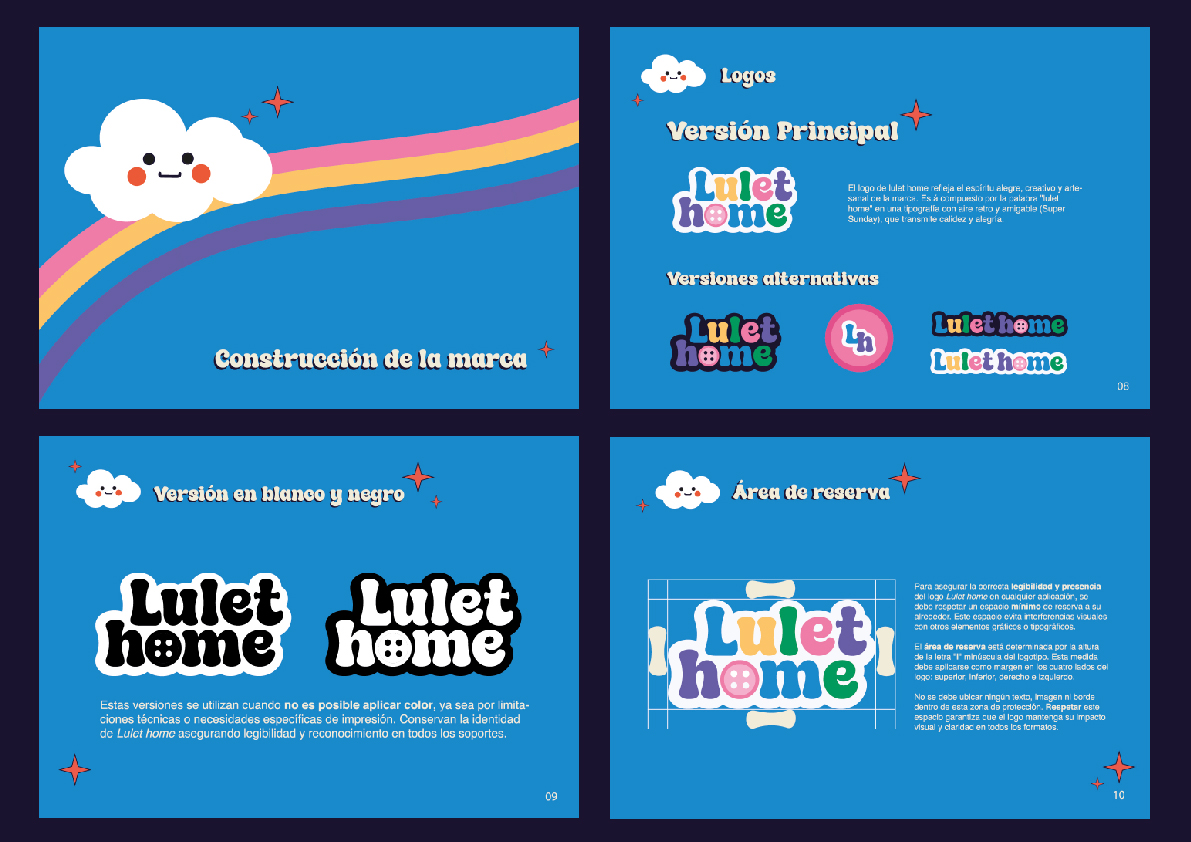 Construcción de la marca
Logos
Versión Principal
Lulet
home
El logo de lulet home refleja el espíritu alegre, creativo y arte-
sanal de la marca. Está compuesto por la palabra "lulet
home" en una tipografía con aire retro y amigable (Super
Sunday), que transmite calidez y alegría.
Versiones alternativas
Lulet
home
Lh
Lulet home
Lulet home
08
Versión en blanco y negro
Lulet
home
Lulet
home
Estas versiones se utilizan cuando no es posible aplicar color, ya sea por limita-
ciones técnicas o necesidades específicas de impresión. Conservan la identidad
de Lulet home asegurando legibilidad y reconocimiento en todos los soportes.
09
Área de reserva
Lulet
home
Para asegurar la correcta legibilidad y presencia
del logo Lulet home en cualquier aplicación, se
debe respetar un espacio mínimo de reserva a su
alrededor. Este espacio evita interferencias visuales
con otros elementos gráficos o tipográficos.
El área de reserva está determinada por la altura
de la letra "l" minúscula del logotipo. Esta medida
debe aplicarse como margen en los cuatro lados del
logo: superior, inferior, derecho e izquierdo.
No se debe ubicar ningún texto, imagen ni borde
dentro de esta zona de protección. Respetar este
espacio garantiza que el logo mantenga su impacto
visual y claridad en todos los formatos.
10